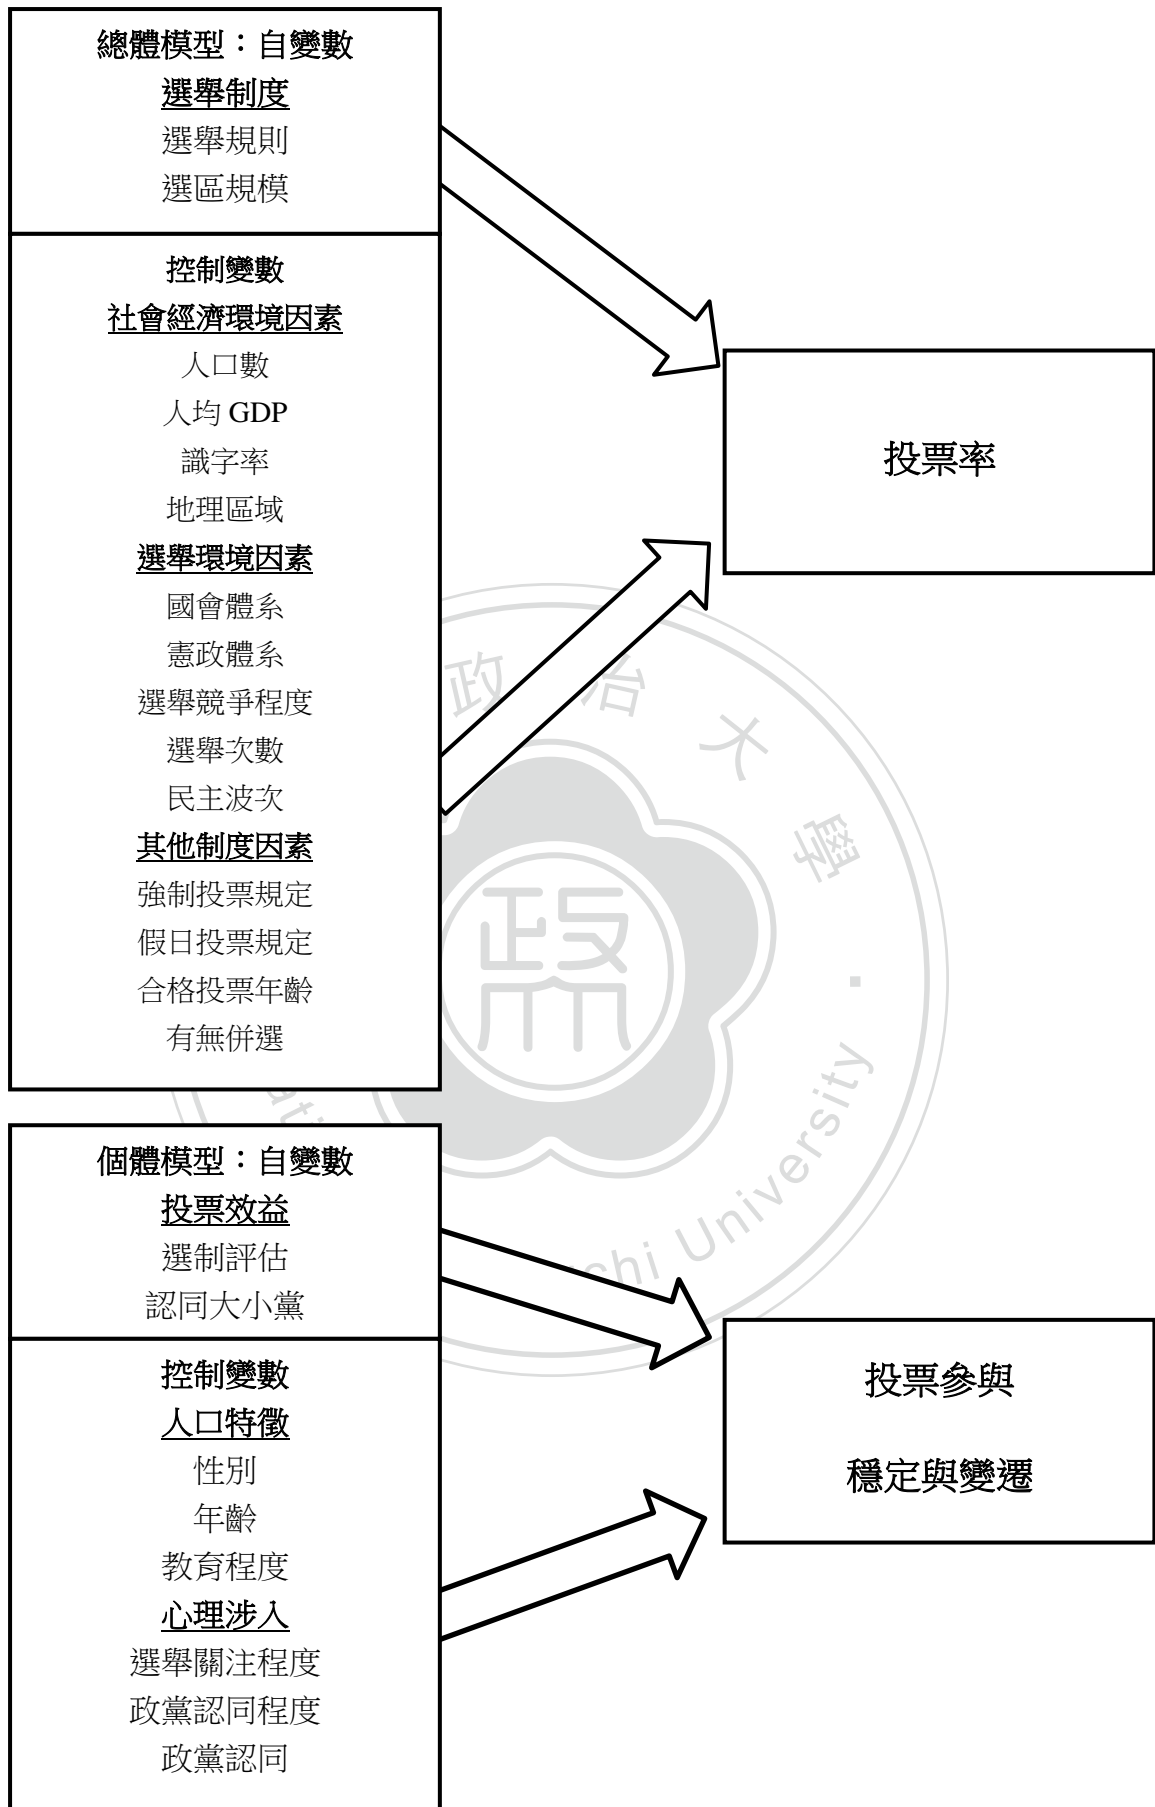 總體模型：自變數
選舉制度
選舉規則
選區規模
控制變數
社會經濟環境因素
人口數
人均 GDP
識字率
地理區域
選舉環境因素
國會體系
憲政體系
選舉競爭程度
選舉次數
民主波次
其他制度因素
強制投票規定
假日投票規定
合格投票年齡
有無併選
投票率
個體模型：自變數
投票效益
選制評估
認同大小黨
控制變數
人口特徵
性別
年齡
教育程度
心理涉入
選舉關注程度
政黨認同程度
政黨認同
投票參與
穩定與變遷
政治大學
政
University